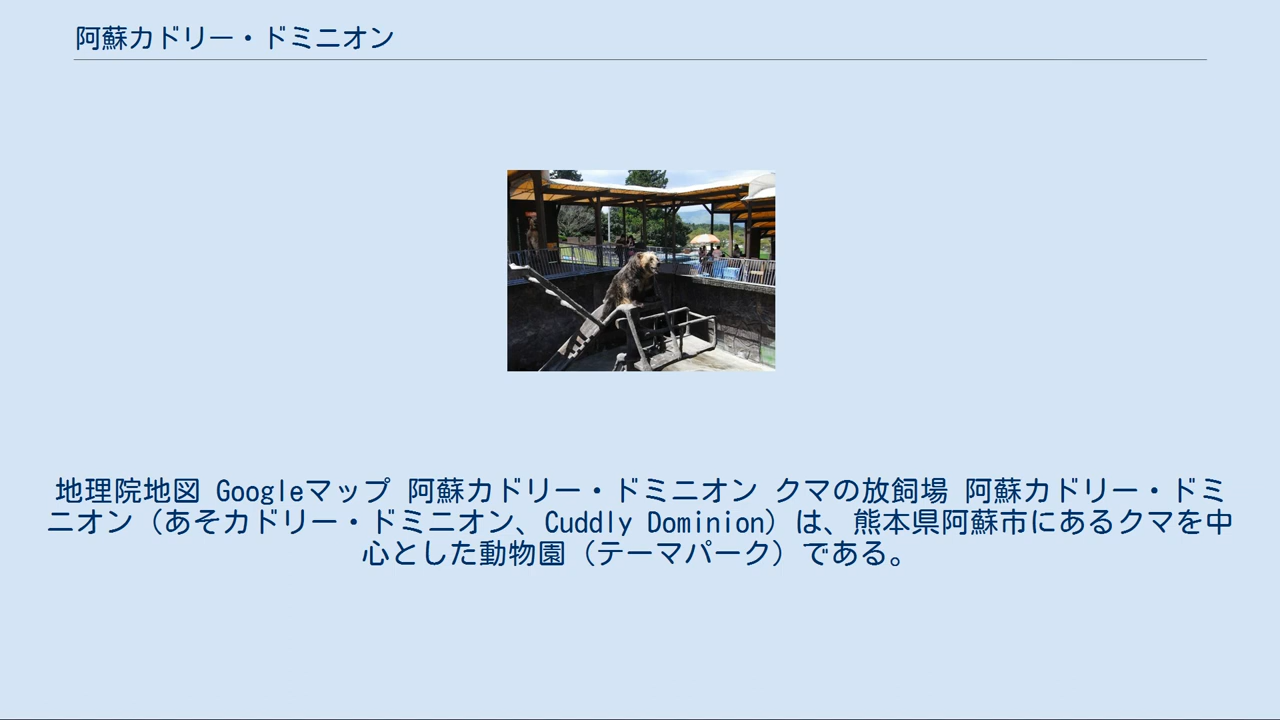 阿蘇カドリー・ドミニオン
地理院地図 Googleマップ 阿蘇カドリー・ドミニオン クマの放飼場 阿蘇カドリー・ドミ
ニオン（あそカドリー・ドミニオン、Cuddly Dominion）は、熊本県阿蘇市にあるクマを中
心とした動物園（テーマパーク）である。